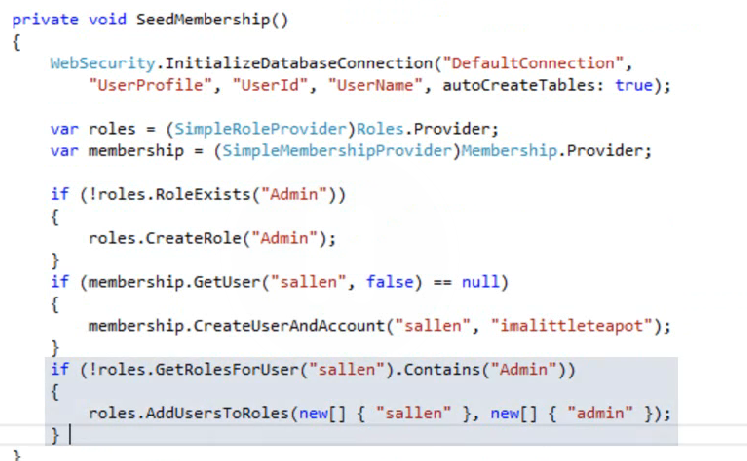 private void SeedMembership()
{
    WebSecurity.InitializeDatabaseConnection("DefaultConnection",
        "UserProfile", "UserId", "UserName", autoCreateTables: true);

    var roles = (SimpleRoleProvider)Roles.Provider;
    var membership = (SimpleMembershipProvider)Membership.Provider;

    if (!roles.RoleExists("Admin"))
    {
        roles.CreateRole("Admin");
    }
    if (membership.GetUser("sallen", false) == null)
    {
        membership.CreateUserAndAccount("sallen", "imalittleteapot");
    }
    if (!roles.GetRolesForUser("sallen").Contains("Admin"))
    {
        roles.AddUsersToRoles(new[] { "sallen" }, new[] { "admin" });
    }
}